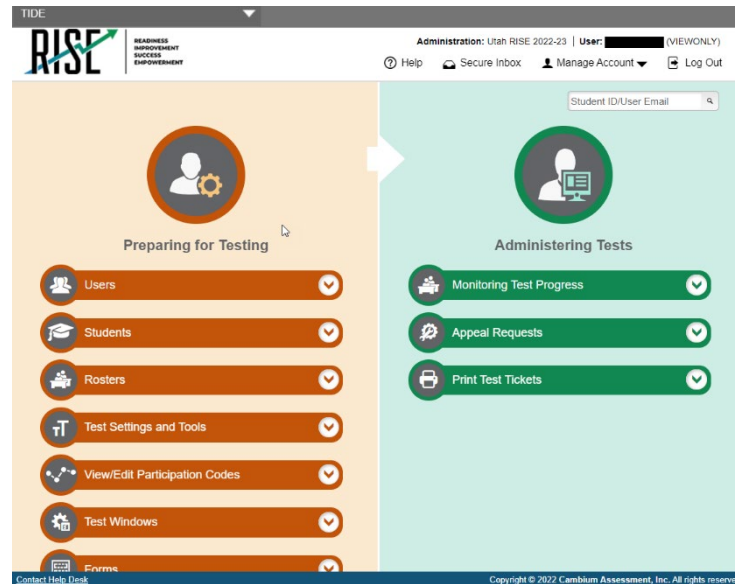 TIDE
RISE
READINESS
IMPROVEMENT
SUCCESS
EMPOWERMENT
Administration: Utah RISE 2022-23 | User: (VIEWONLY)
Help Secure Inbox Manage Account Log Out
Student ID/User Email
Preparing for Testing
Users
Students
Rosters
Test Settings and Tools
View/Edit Participation Codes
Test Windows
Forms
Administering Tests
Monitoring Test Progress
Appeal Requests
Print Test Tickets
Contact Help Desk
Copyright © 2022 Cambium Assessment, Inc. All rights reserve